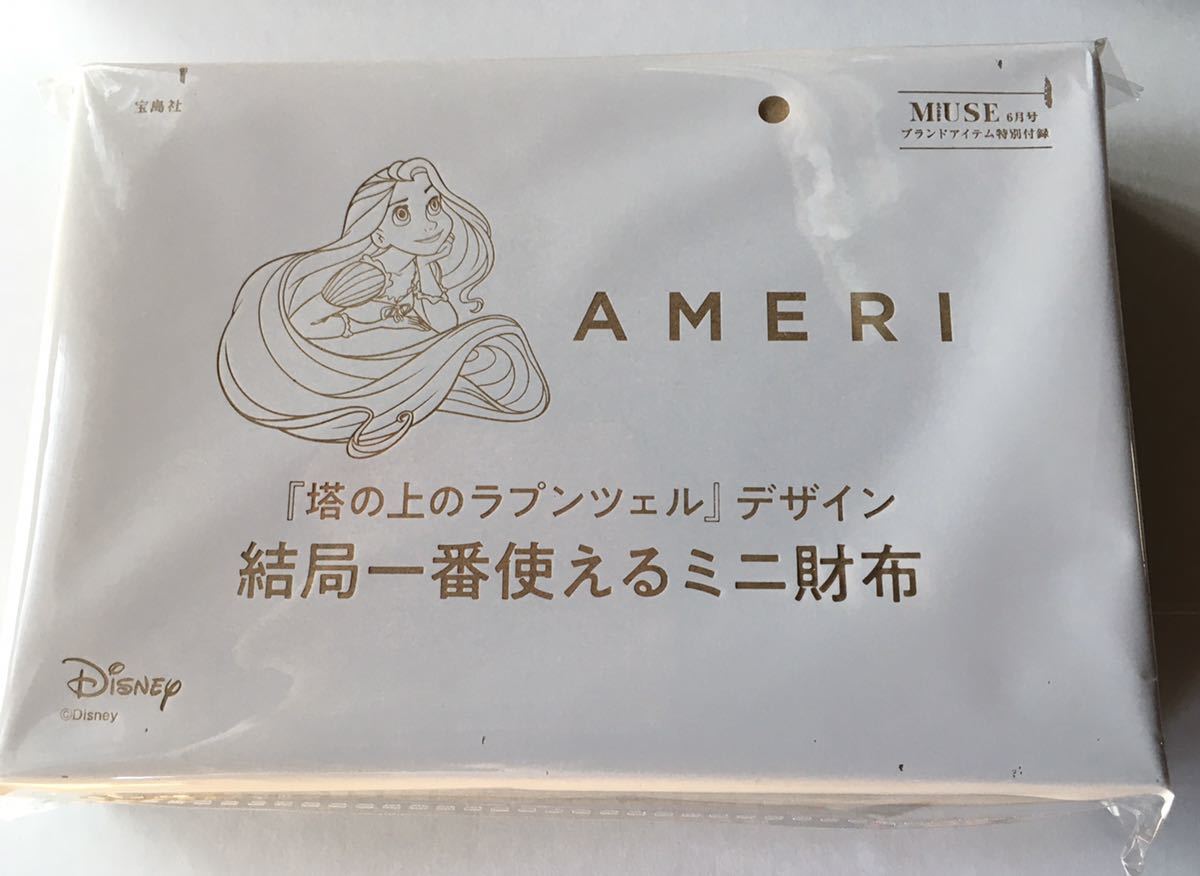 宝島社
MiUSE 6月号
ブランドアイテム特別付録
AMERI
『塔の上のラプンツェル』デザイン
結局一番使えるミニ財布
Disney
©Disney